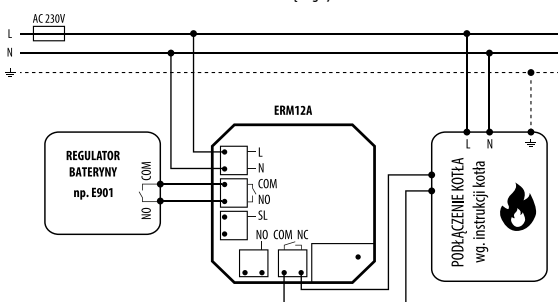 AC 230V
L
N
ERM12A
REGULATOR
BATERYNY
np. E901
COM
NO
L
N
COM
NO
SL
NO COM NC
L N
PODŁĄCZENIE KOTŁA
wg. instrukcji kotła